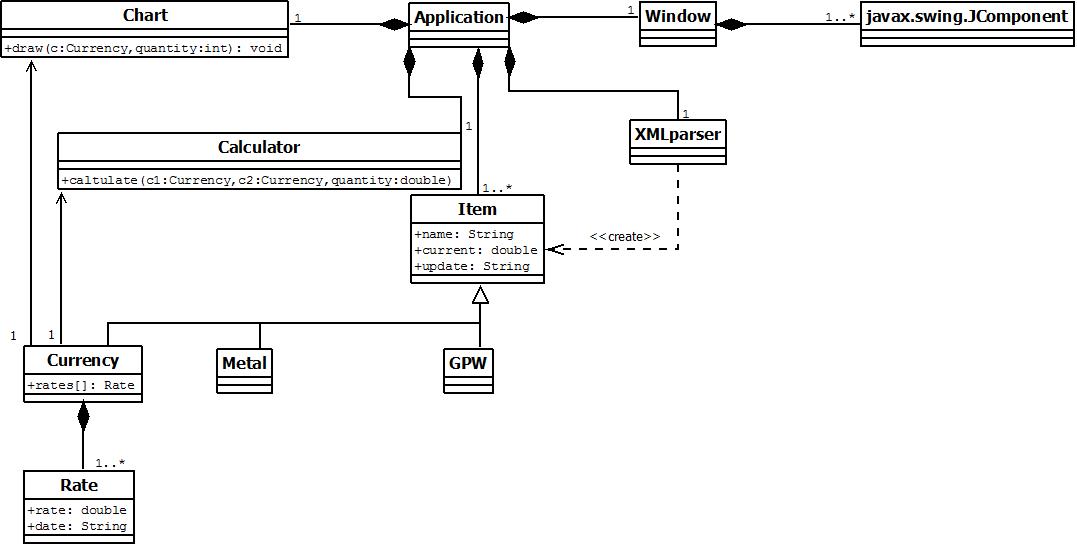 Chart
+draw(c:Currency,quantity:int): void
1
Application
1
Window
1..*
javax.swing.JComponent
Calculator
+caltulate(c1:Currency,c2:Currency,quantity:double)
1
1
XMLparser
1..*
Item
+name: String
+current: double
+update: String
<<create>>
1
1
Currency
+rates[]: Rate
Metal
GPW
1..*
Rate
+rate: double
+date: String